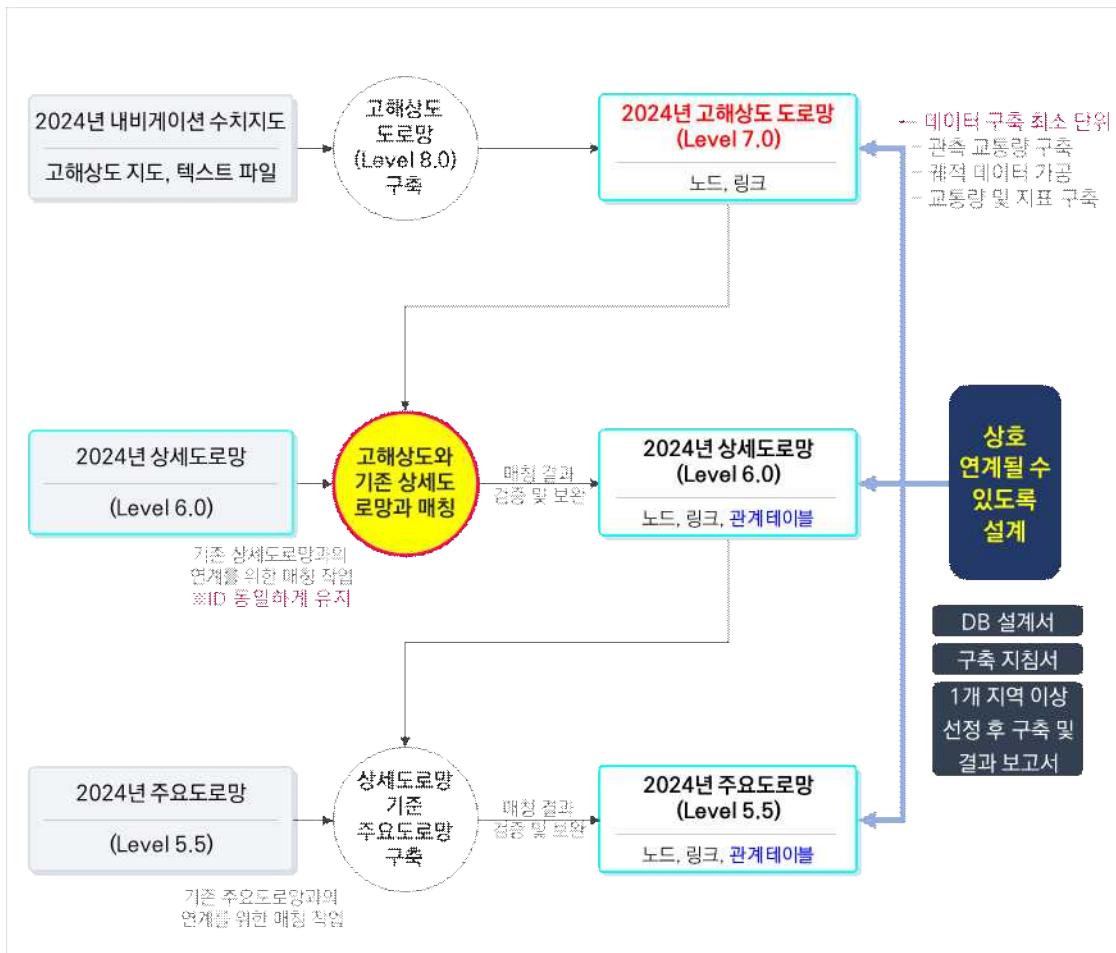 2024년 내비게이션 수치지도
고해상도 지도, 텍스트 파일
고해상도
도로망
(Level 8.0)
구축
2024년 고해상도 도로망
(Level 7.0)
노드, 링크
← 데이터 구축 최소 단위
- 관측 교통량 구축
- 궤적 데이터 가공
- 교통량 및 지표 구축
2024년 상세도로망
(Level 6.0)
기존 상세도로망과의
연계를 위한 매칭 작업
※ID 동일하게 유지
고해상도와
기존 상세도
로망과 매칭
매칭 결과
검증 및 보완
2024년 상세도로망
(Level 6.0)
노드, 링크, 관계테이블
상호
연계될 수
있도록
설계
DB 설계서
구축 지침서
1개 지역 이상
선정 후 구축 및
결과 보고서
2024년 주요도로망
(Level 5.5)
기존 주요도로망과의
연계를 위한 매칭 작업
상세도로망
기준
주요도로망
구축
매칭 결과
검증 및 보완
2024년 주요도로망
(Level 5.5)
노드, 링크, 관계테이블